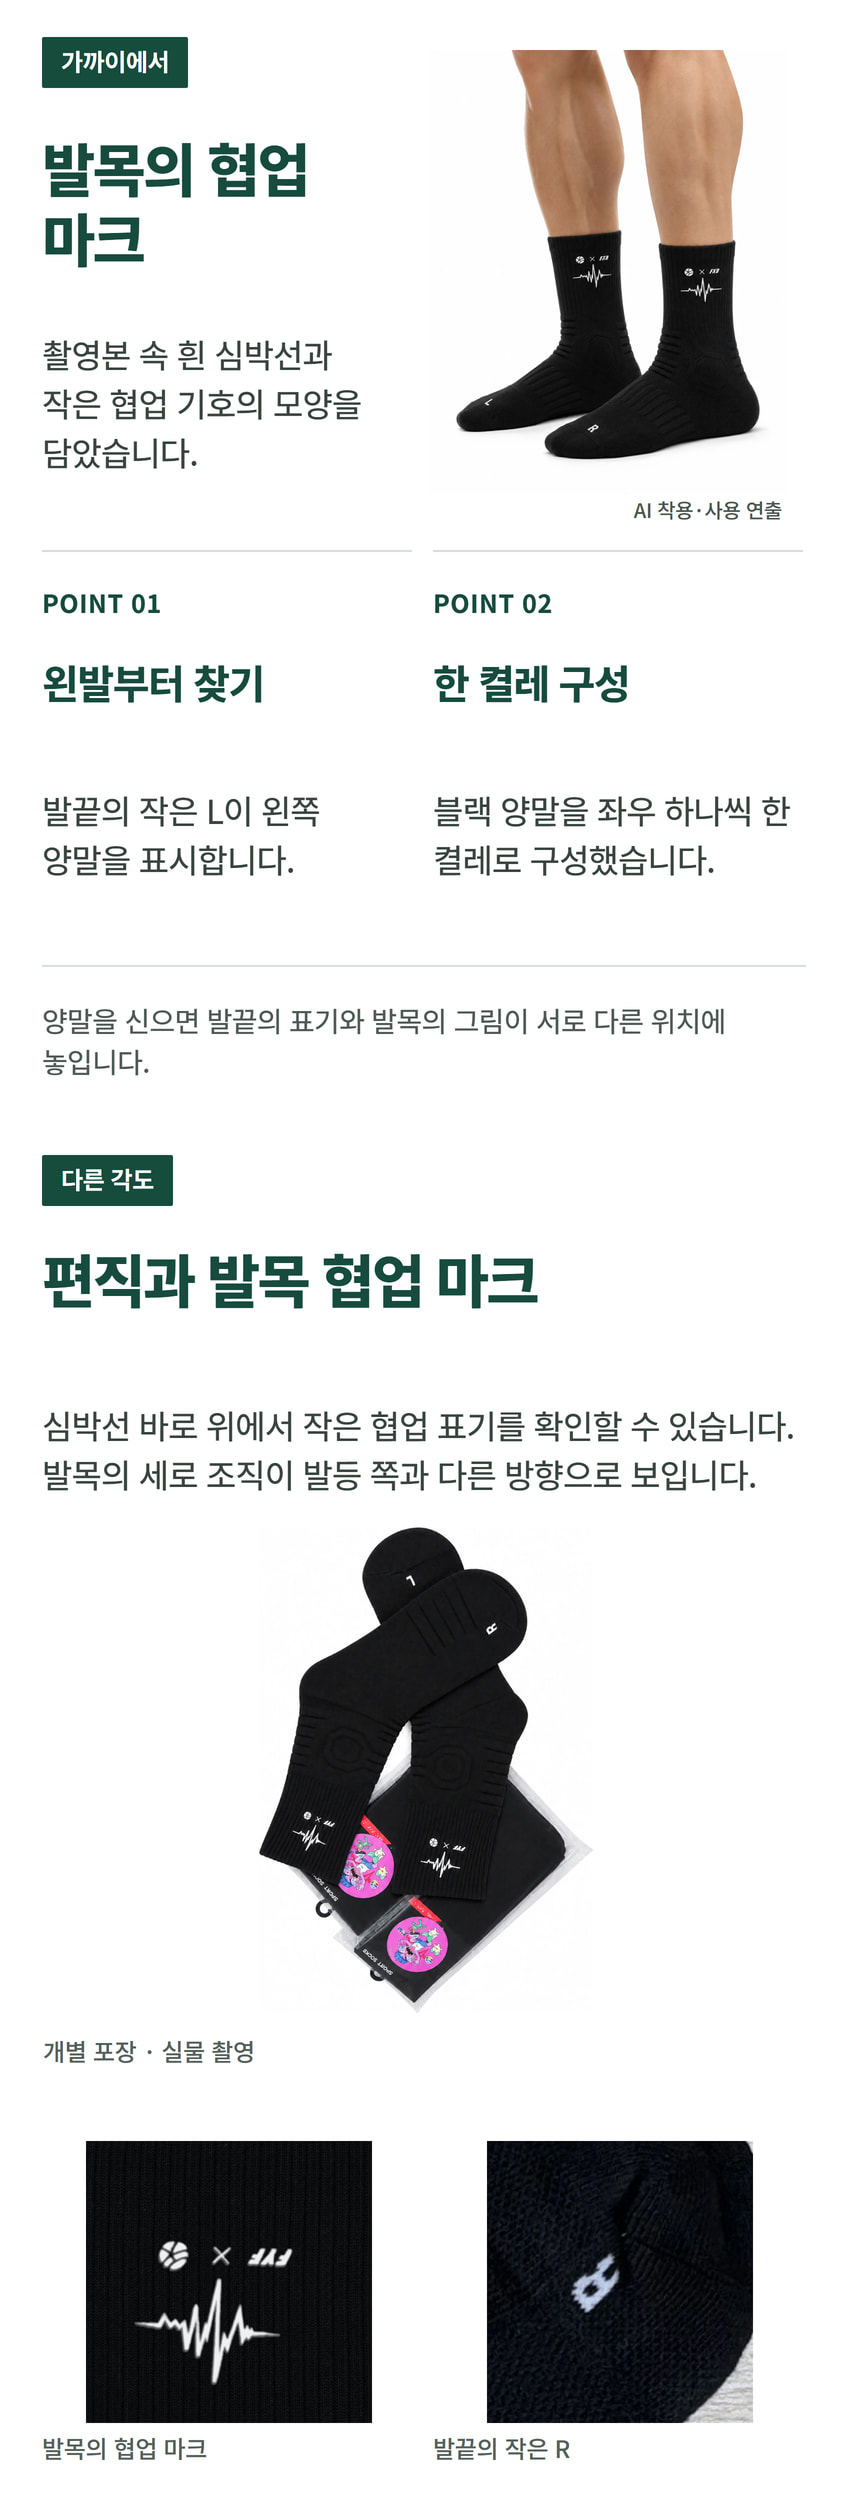 가까이에서
발목의 협업
마크
촬영본 속 흰 심박선과
작은 협업 기호의 모양을
담았습니다.
× FYF
× FYF
L
R
AI 착용·사용 연출
POINT 01
왼발부터 찾기
발끝의 작은 L이 왼쪽
양말을 표시합니다.
POINT 02
한 켤레 구성
블랙 양말을 좌우 하나씩 한
켤레로 구성했습니다.
양말을 신으면 발끝의 표기와 발목의 그림이 서로 다른 위치에
놓입니다.
다른 각도
편직과 발목 협업 마크
심박선 바로 위에서 작은 협업 표기를 확인할 수 있습니다.
발목의 세로 조직이 발등 쪽과 다른 방향으로 보입니다.
L
R
× FYF
× FYF
SPORT SOCKS
SPORT SOCKS
개별 포장 · 실물 촬영
× FYF
R
발목의 협업 마크
발끝의 작은 R